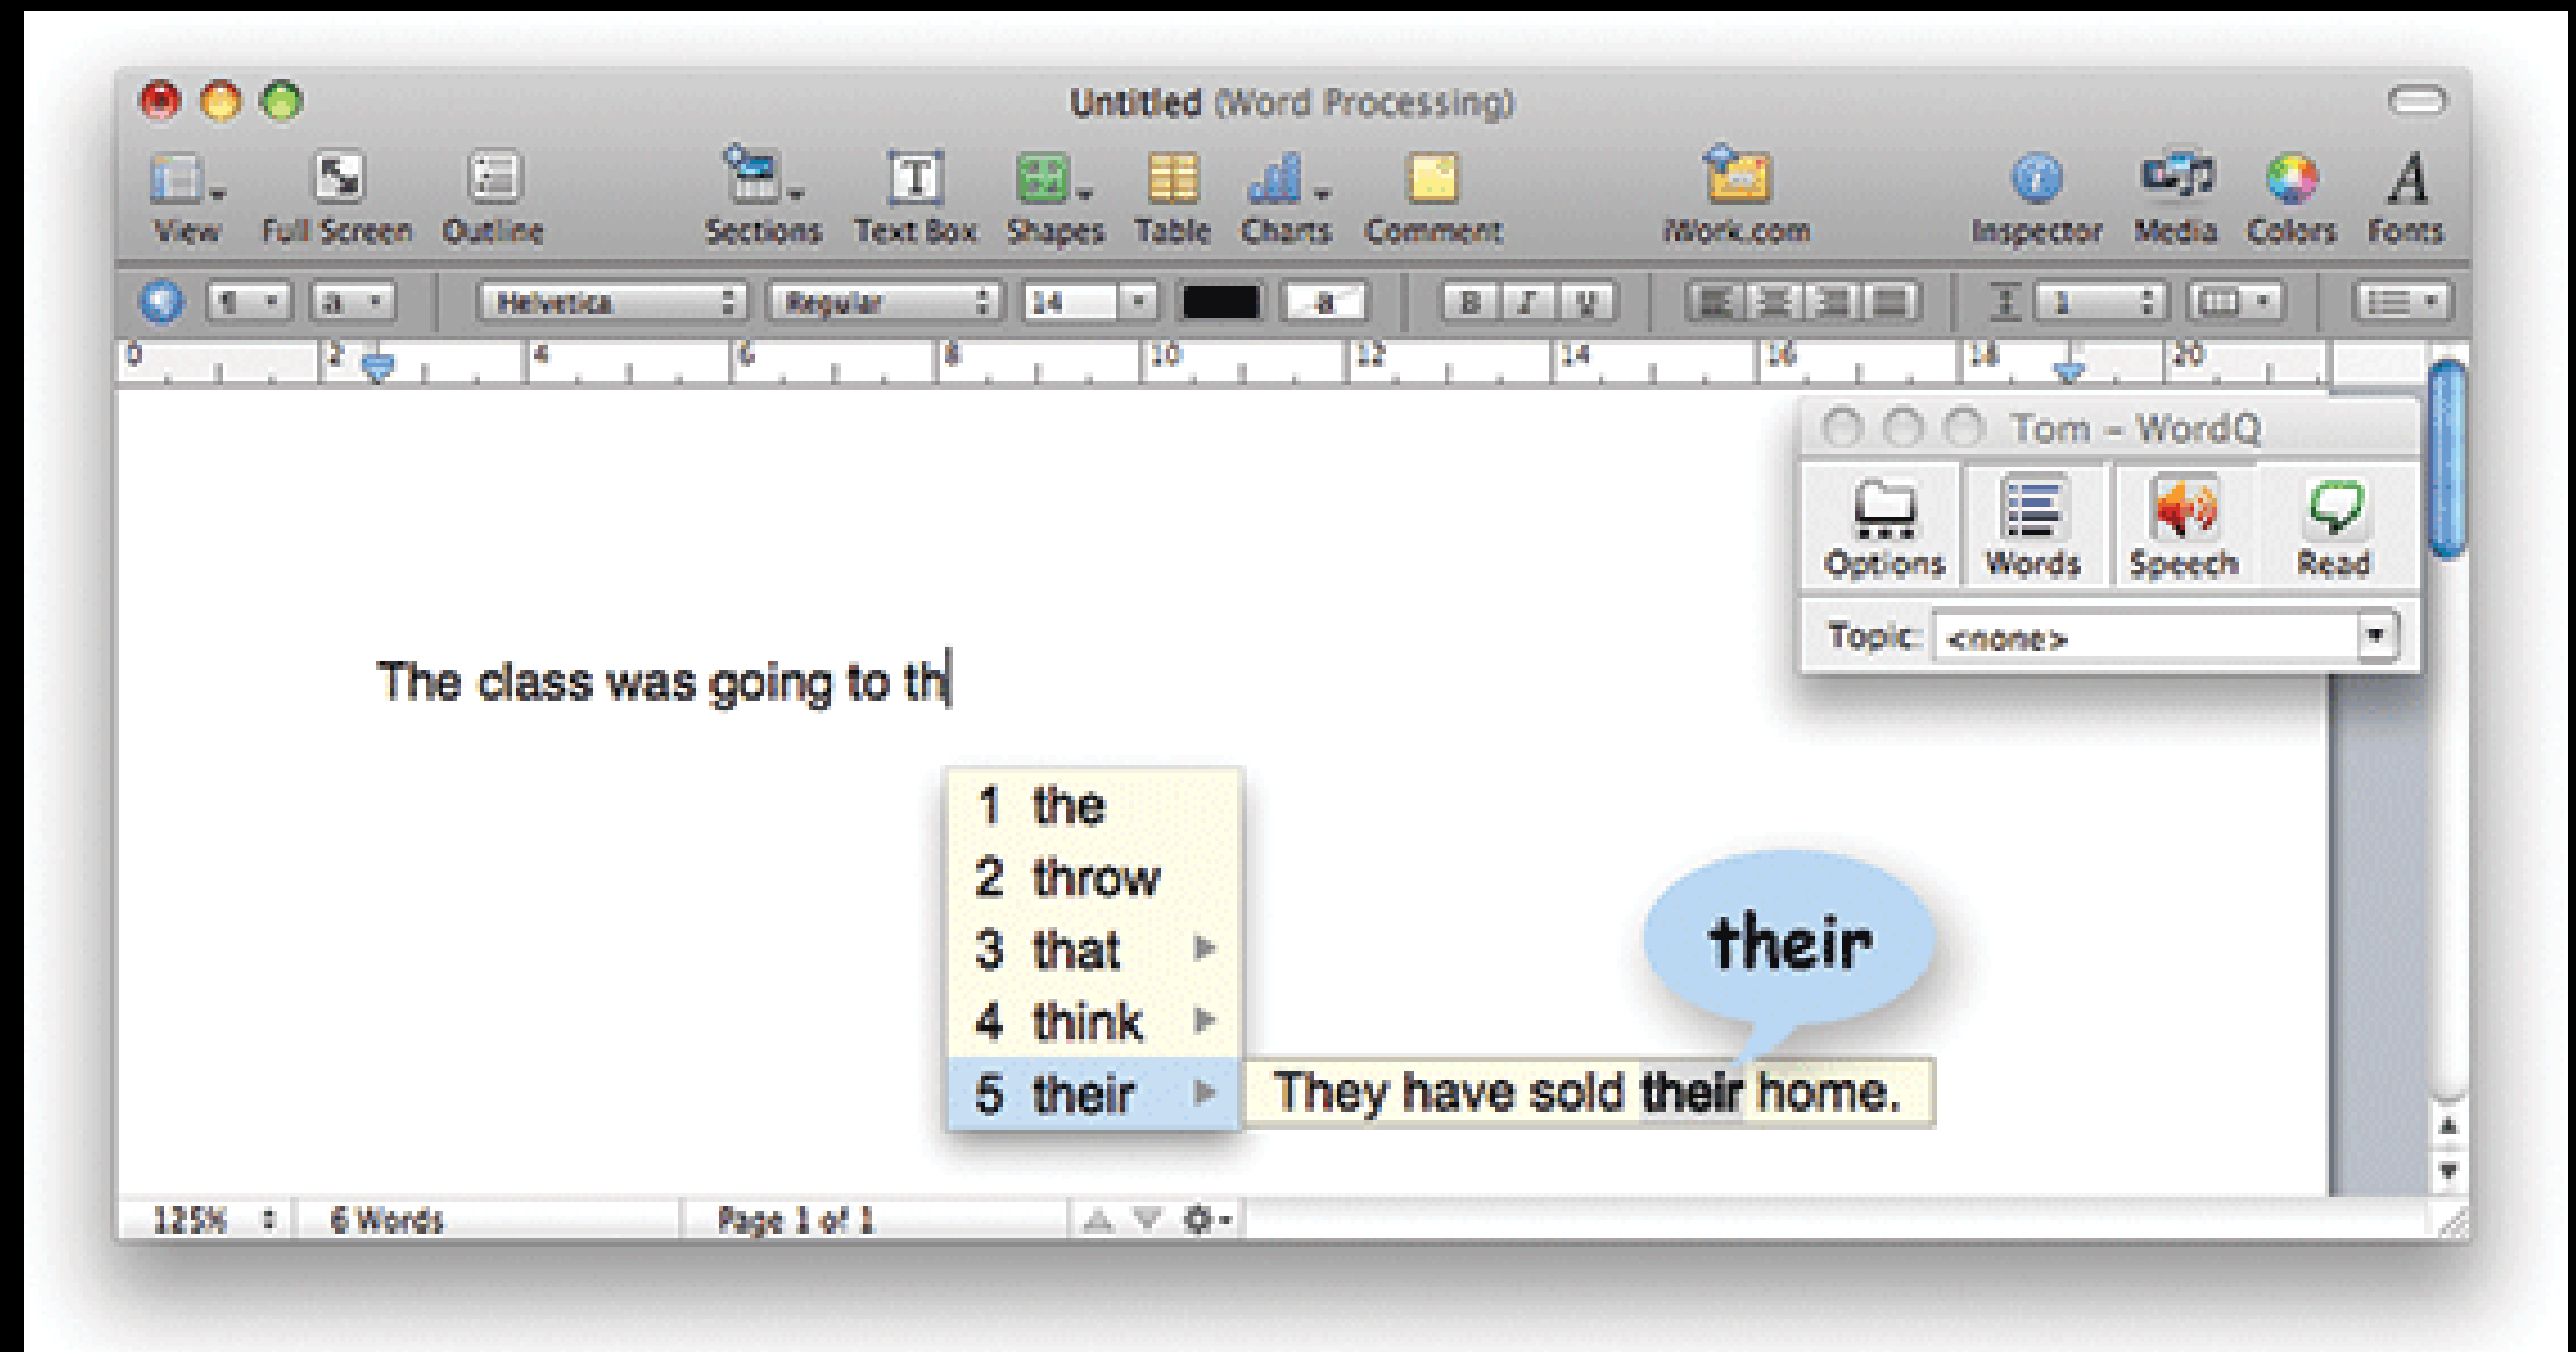 Untitled (Word Processing)
View Full Screen Outline Sections Text Box Shapes Table Charts Comment iWork.com Inspector Media Colors Fonts
¶ a Helvetica Regular 14 a B I U 1
0 2 4 6 8 10 12 14 16 18 20
Tom - WordQ
Options Words Speech Read
Topic: <none>
The class was going to th
1 the
2 throw
3 that
4 think
5 their
their
They have sold their home.
125% 6 Words Page 1 of 1